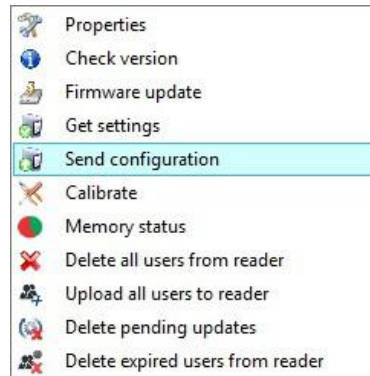 Properties
Check version
Firmware update
Get settings
Send configuration
Calibrate
Memory status
Delete all users from reader
Upload all users to reader
Delete pending updates
Delete expired users from reader